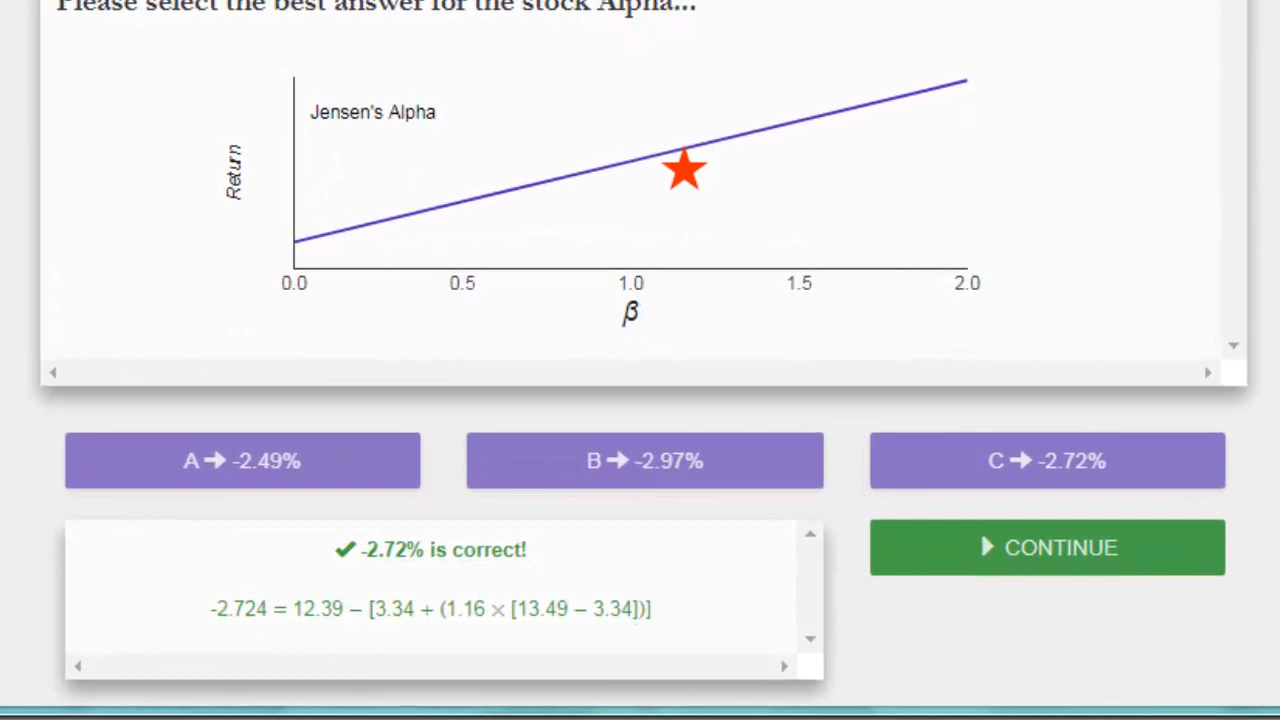 Please select the best answer for the stock Alpha...
Jensen's Alpha
Return
0.0 0.5 1.0 1.5 2.0
β
A ➔ -2.49%
B ➔ -2.97%
C ➔ -2.72%
✔ -2.72% is correct!
CONTINUE
-2.724 = 12.39 − [3.34 + (1.16 × [13.49 − 3.34])]